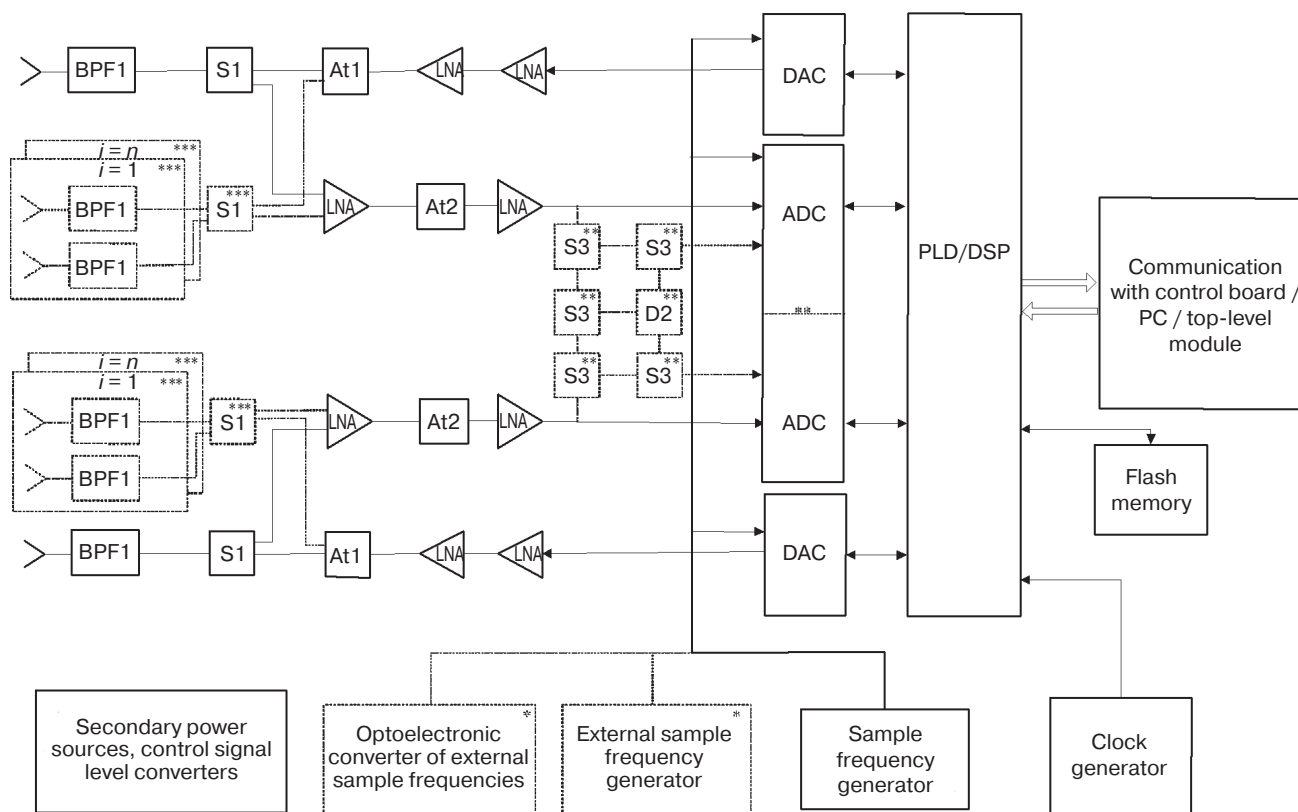 BPF1
S1
At1
LNA
LNA
DAC
i = n ***
i = 1 ***
BPF1
BPF1
***
S1
LNA
At2
LNA
**
S3
**
S3
**
S3
**
D2
**
S3
**
S3
ADC
**
ADC
PLD/DSP
Communication
with control board /
PC / top-level
module
i = n ***
i = 1 ***
BPF1
BPF1
***
S1
LNA
At2
LNA
Flash
memory
BPF1
S1
At1
LNA
LNA
DAC
Secondary power
sources, control signal
level converters
*
Optoelectronic
converter of external
sample frequencies
*
External sample
frequency
generator
Sample
frequency
generator
Clock
generator